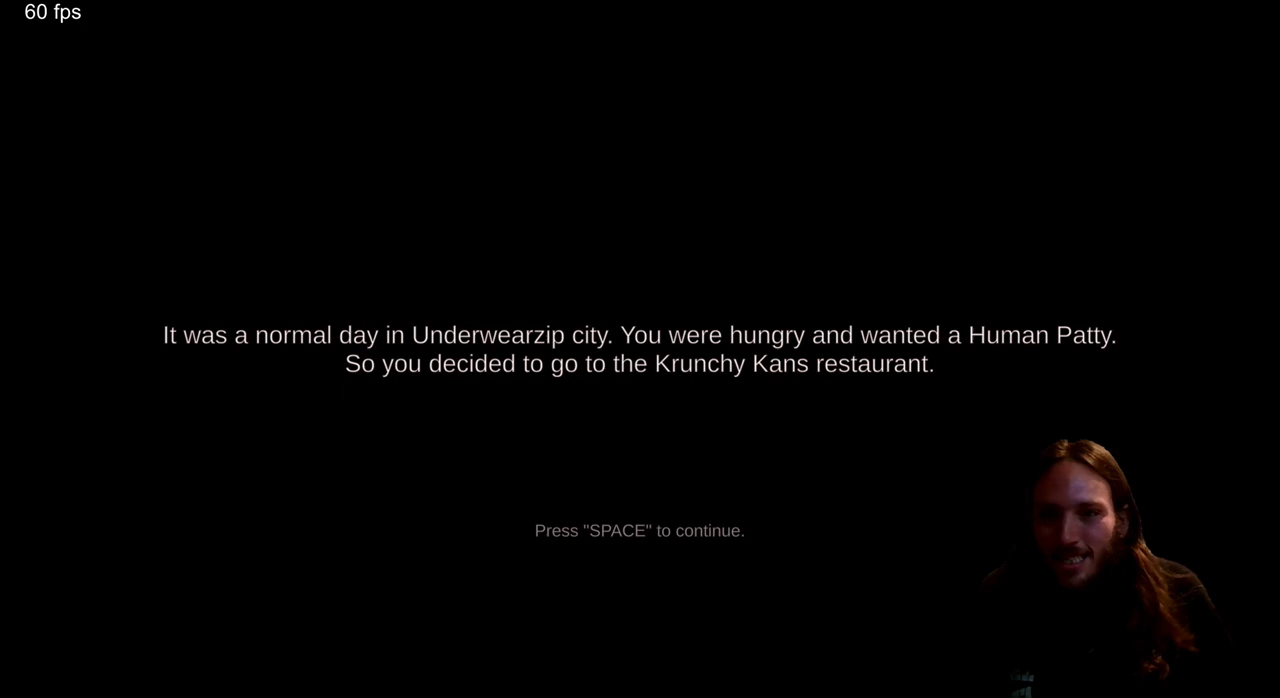 60 fps
It was a normal day in Underwearzip city. You were hungry and wanted a Human Patty.
So you decided to go to the Krunchy Kans restaurant.
Press "SPACE" to continue.